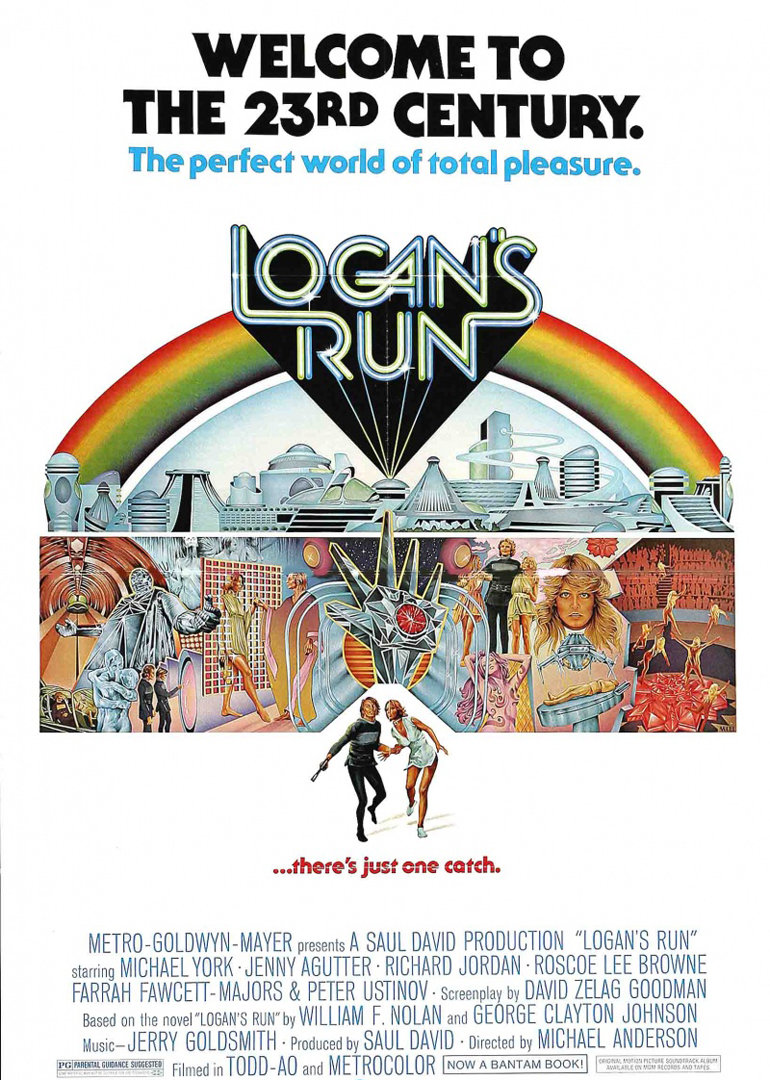 WELCOME TO
THE 23RD CENTURY.
The perfect world of total pleasure.
LOGAN'S
RUN
...there's just one catch.
METRO-GOLDWYN-MAYER presents A SAUL DAVID PRODUCTION "LOGAN'S RUN"
starring MICHAEL YORK · JENNY AGUTTER · RICHARD JORDAN · ROSCOE LEE BROWNE
FARRAH FAWCETT-MAJORS & PETER USTINOV · Screenplay by DAVID ZELAG GOODMAN
Based on the novel "LOGAN'S RUN" by WILLIAM F. NOLAN and GEORGE CLAYTON JOHNSON
Music—JERRY GOLDSMITH · Produced by SAUL DAVID · Directed by MICHAEL ANDERSON
PG PARENTAL GUIDANCE SUGGESTED
Filmed in TODD-AO and METROCOLOR
NOW A BANTAM BOOK!
ORIGINAL MOTION PICTURE SOUNDTRACK ALBUM
AVAILABLE ON MGM RECORDS AND TAPES.